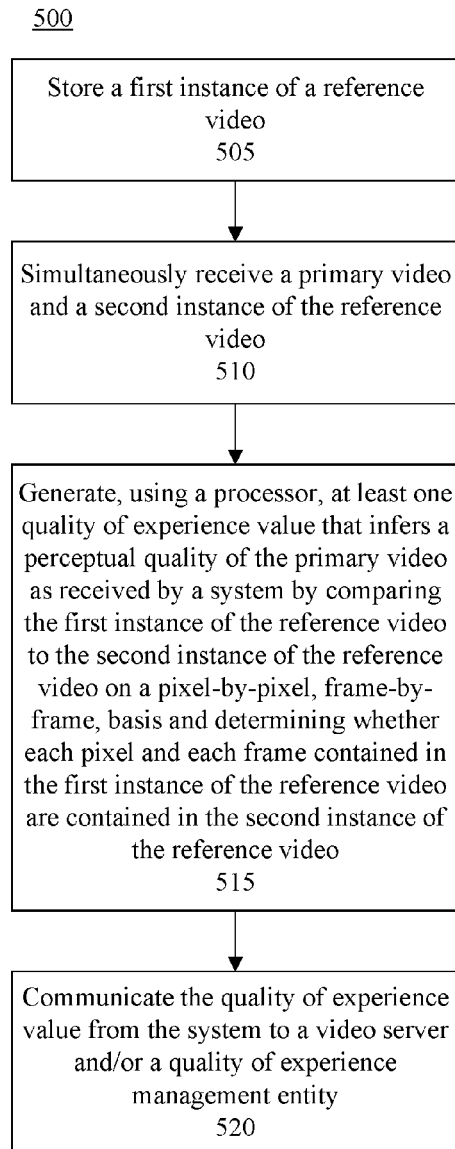 500
Store a first instance of a reference
video
505
Simultaneously receive a primary video
and a second instance of the reference
video
510
Generate, using a processor, at least one
quality of experience value that infers a
perceptual quality of the primary video
as received by a system by comparing
the first instance of the reference video
to the second instance of the reference
video on a pixel-by-pixel, frame-by-
frame, basis and determining whether
each pixel and each frame contained in
the first instance of the reference video
are contained in the second instance of
the reference video
515
Communicate the quality of experience
value from the system to a video server
and/or a quality of experience
management entity
520